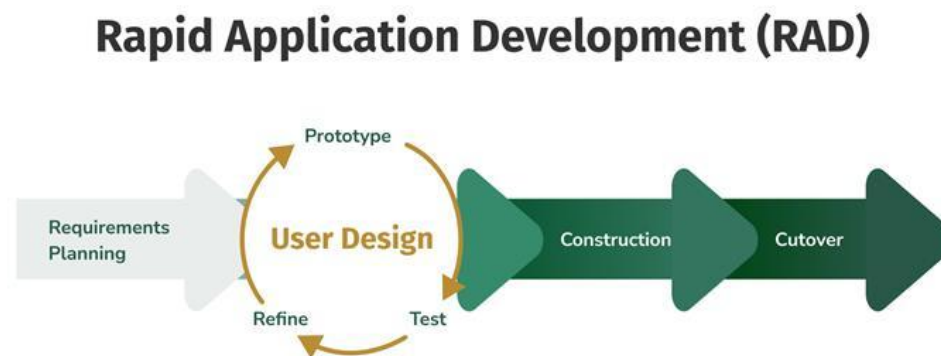 Rapid Application Development (RAD)
Requirements
Planning
Prototype
User Design
Refine
Test
Construction
Cutover